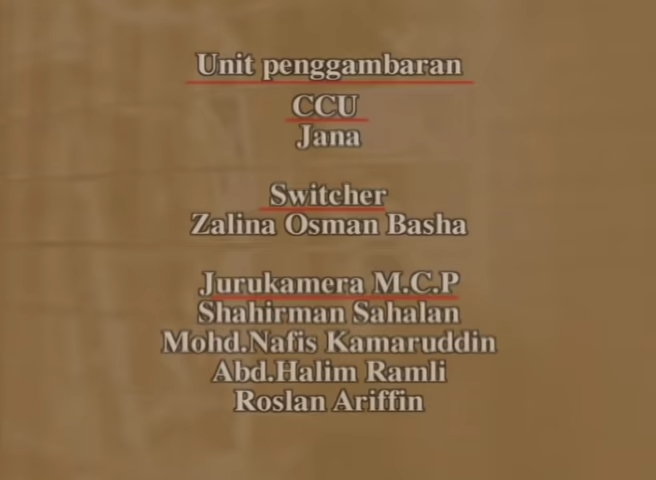 Unit penggambaran
CCU
Jana
Switcher
Zalina Osman Basha
Jurukamera M.C.P
Shahirman Sahalan
Mohd.Nafis Kamaruddin
Abd.Halim Ramli
Roslan Ariffin